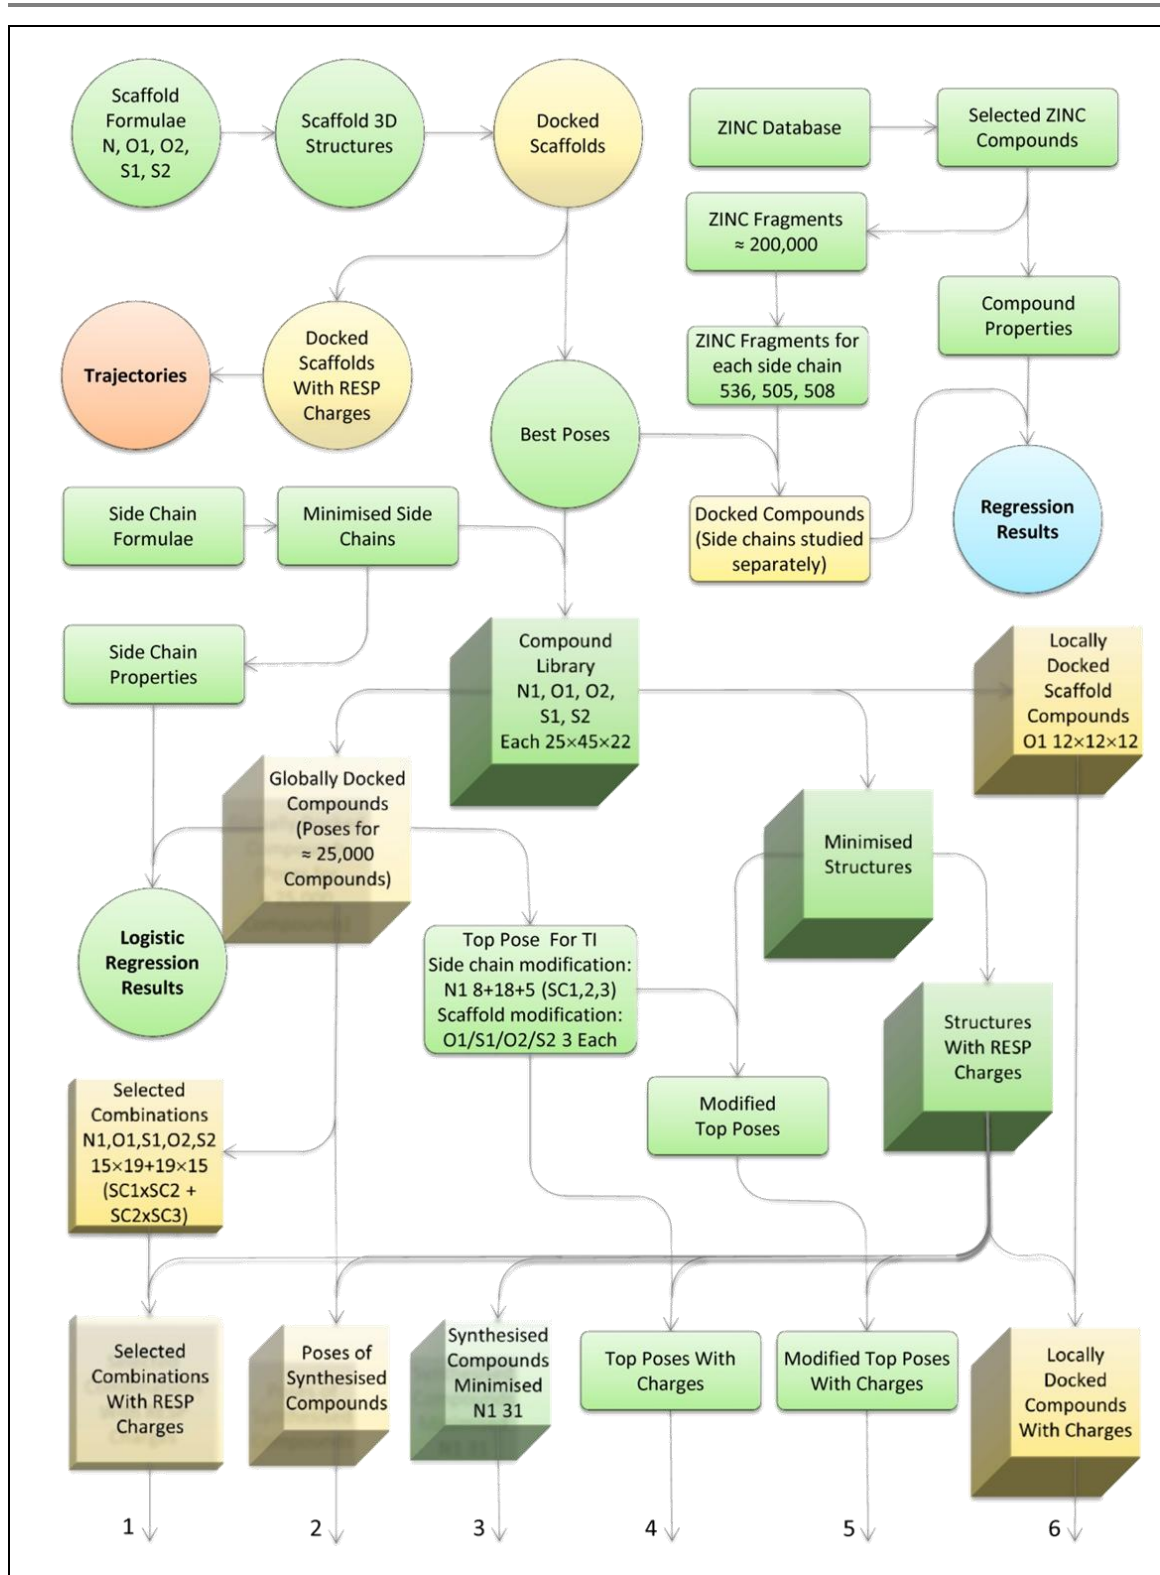 Scaffold
Formulae
N, O1, O2,
S1, S2
Scaffold 3D
Structures
Docked
Scaffolds
ZINC Database
Selected ZINC
Compounds
ZINC Fragments
≈ 200,000
Compound
Properties
ZINC Fragments for
each side chain
536, 505, 508
Trajectories
Docked
Scaffolds
With RESP
Charges
Best Poses
Side Chain
Formulae
Minimised Side
Chains
Docked Compounds
(Side chains studied
separately)
Regression
Results
Side Chain
Properties
Compound
Library
N1, O1, O2,
S1, S2
Each 25×45×22
Locally
Docked
Scaffold
Compounds
O1 12×12×12
Globally Docked
Compounds
(Poses for
≈ 25,000
Compounds)
Minimised
Structures
Logistic
Regression
Results
Top Pose For TI
Side chain modification:
N1 8+18+5 (SC1,2,3)
Scaffold modification:
O1/S1/O2/S2 3 Each
Structures
With RESP
Charges
Selected
Combinations
N1,O1,S1,O2,S2
15×19+19×15
(SC1xSC2 +
SC2xSC3)
Modified
Top Poses
Selected
Combinations
With RESP
Charges
Poses of
Synthesised
Compounds
Synthesised
Compounds
Minimised
N1 31
Top Poses With
Charges
Modified Top Poses
With Charges
Locally
Docked
Compounds
With Charges
1
2
3
4
5
6